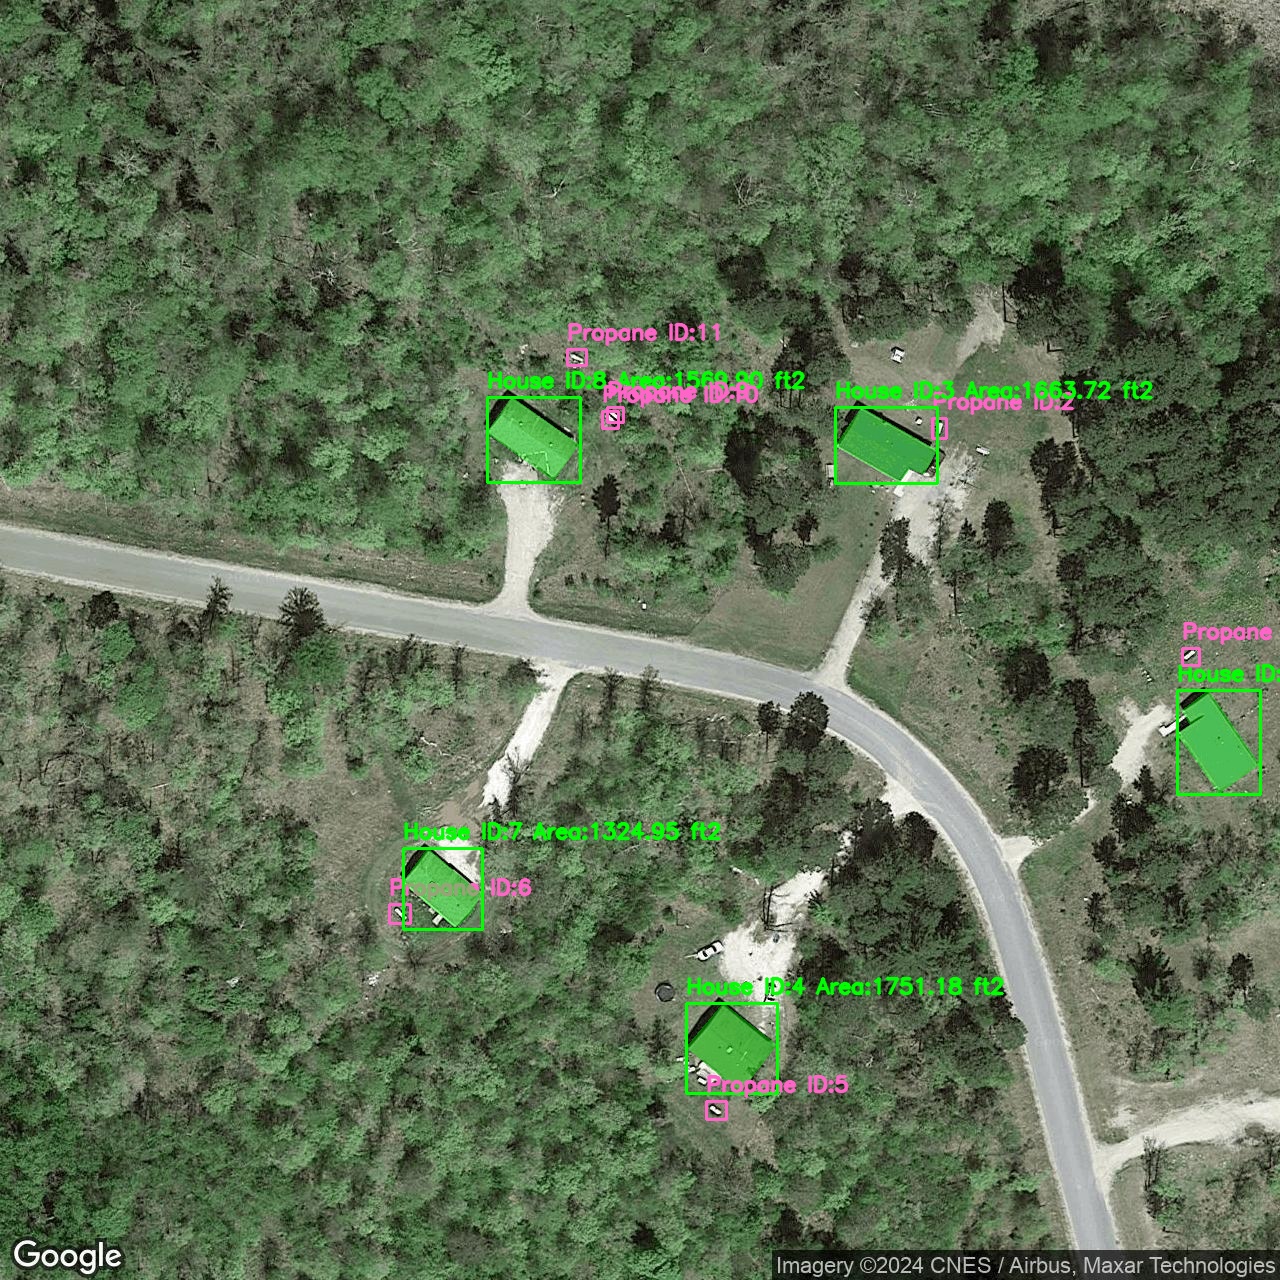 Propane ID:11
House ID:8 Area:1569.90 ft2
Propane ID:10
House ID:3 Area:1663.72 ft2
Propane ID:2
Propane
House ID:
House ID:7 Area:1324.95 ft2
Propane ID:6
House ID:4 Area:1751.18 ft2
Propane ID:5
Google
Imagery ©2024 CNES / Airbus, Maxar Technologies